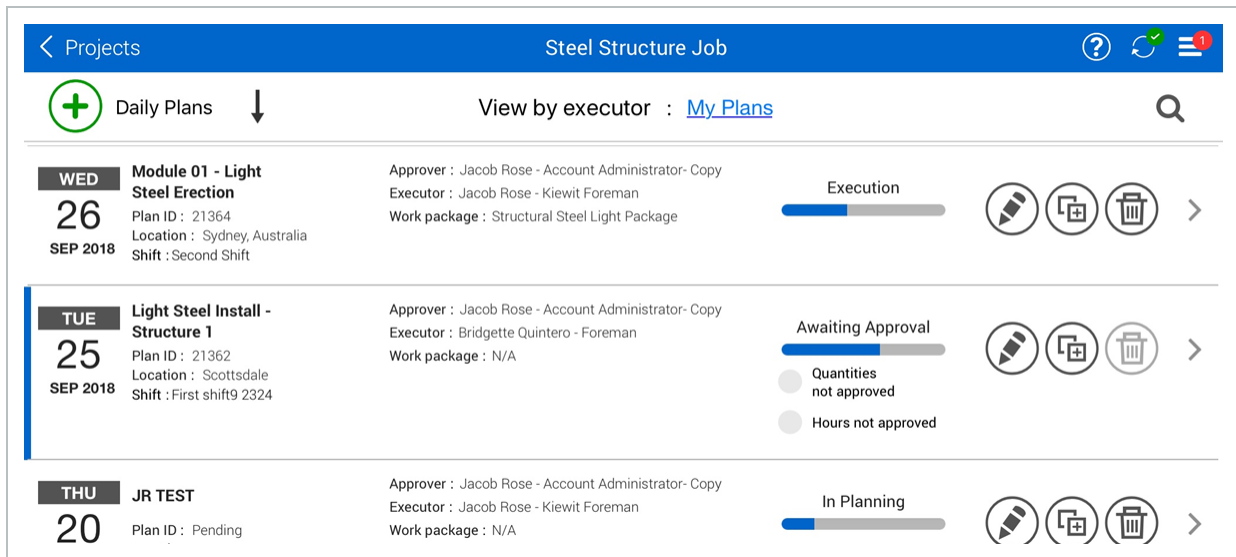 Projects
Steel Structure Job
1
Daily Plans
View by executor : My Plans
WED
26
SEP 2018
Module 01 - Light
Steel Erection
Plan ID : 21364
Location : Sydney, Australia
Shift : Second Shift
Approver : Jacob Rose - Account Administrator- Copy
Executor : Jacob Rose - Kiewit Foreman
Work package : Structural Steel Light Package
Execution
TUE
25
SEP 2018
Light Steel Install -
Structure 1
Plan ID : 21362
Location : Scottsdale
Shift : First shift9 2324
Approver : Jacob Rose - Account Administrator- Copy
Executor : Bridgette Quintero - Foreman
Work package : N/A
Awaiting Approval
Quantities
not approved
Hours not approved
THU
20
JR TEST
Plan ID : Pending
Approver : Jacob Rose - Account Administrator- Copy
Executor : Jacob Rose - Kiewit Foreman
Work package : N/A
In Planning